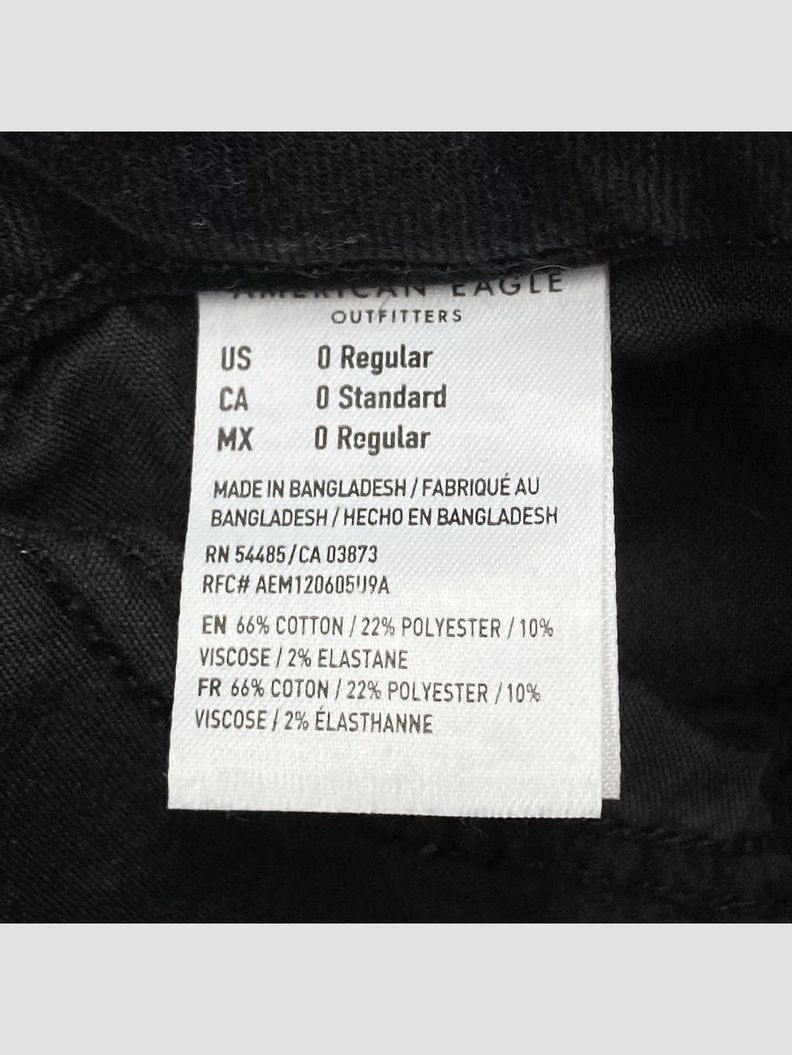 AMERICAN EAGLE
OUTFITTERS
US 0 Regular
CA 0 Standard
MX 0 Regular
MADE IN BANGLADESH / FABRIQUÉ AU
BANGLADESH / HECHO EN BANGLADESH
RN 54485/CA 03873
RFC# AEM120605U9A
EN 66% COTTON / 22% POLYESTER / 10%
VISCOSE / 2% ELASTANE
FR 66% COTON / 22% POLYESTER / 10%
VISCOSE / 2% ÉLASTHANNE